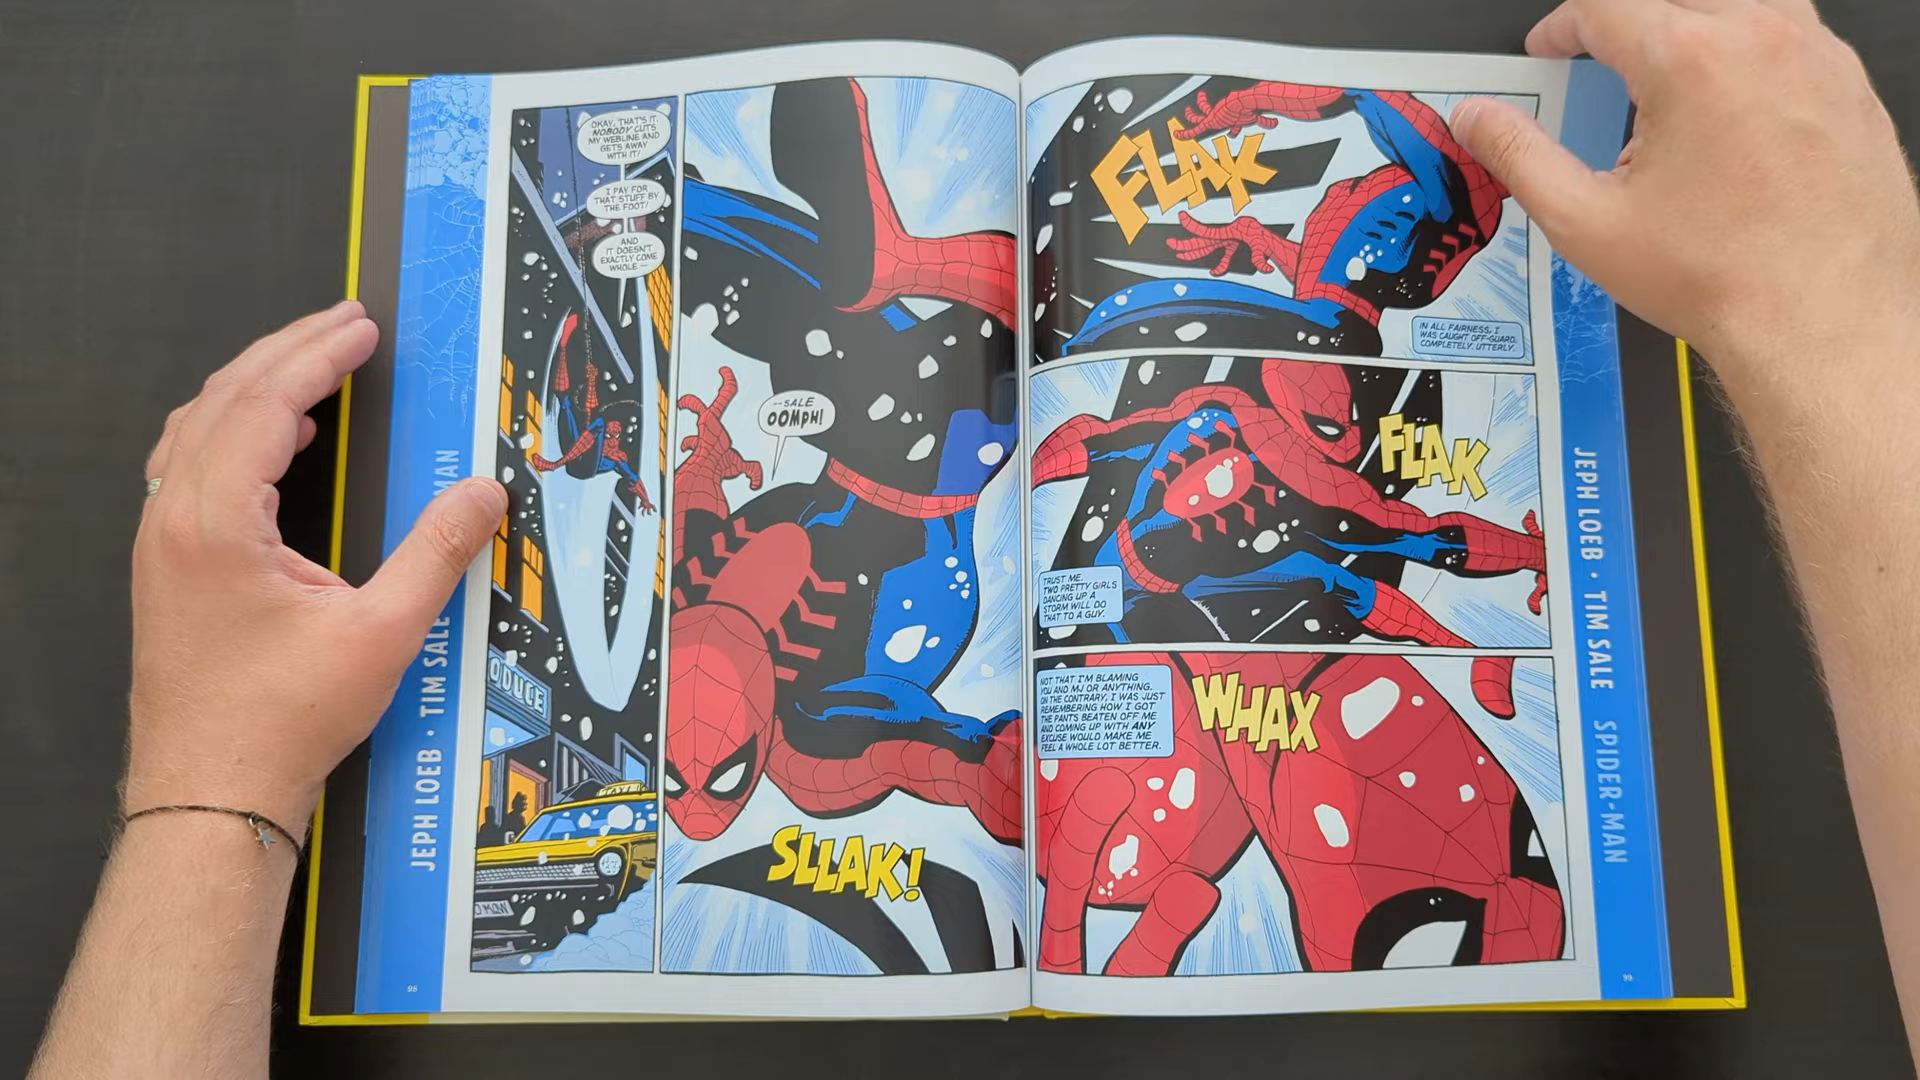 OKAY, THAT'S IT.
NOBODY CUTS
MY WEBLINE AND
GETS AWAY
WITH IT!
I PAY FOR
THAT STUFF BY
THE FOOT!
AND
IT DOESN'T
EXACTLY COME
WHOLE --
--SALE
OOMPH!
SLLAK!
ODUCE
TAXI
JEPH LOEB • TIM SALE MAN
98
FLAK
IN ALL FAIRNESS, I
WAS CAUGHT OFF-GUARD.
COMPLETELY. UTTERLY.
FLAK
TRUST ME.
TWO PRETTY GIRLS
DANCING UP A
STORM WILL DO
THAT TO A GUY.
NOT THAT I'M BLAMING
YOU AND MJ OR ANYTHING.
ON THE CONTRARY, I WAS JUST
REMEMBERING HOW I GOT
THE PANTS BEATEN OFF ME
AND COMING UP WITH ANY
EXCUSE WOULD MAKE ME
FEEL A WHOLE LOT BETTER.
WHAX
JEPH LOEB • TIM SALE SPIDER-MAN
99